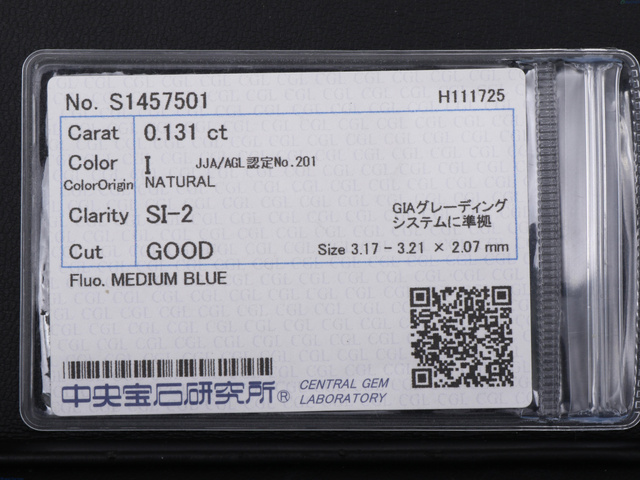 No. S1457501 H111725
Carat 0.131 ct
Color I JJA/AGL認定No.201
ColorOrigin NATURAL
Clarity SI-2 GIAグレーディング
システムに準拠
Cut GOOD Size 3.17 - 3.21 × 2.07 mm
Fluo. MEDIUM BLUE
中央宝石研究所® CENTRAL GEM
LABORATORY